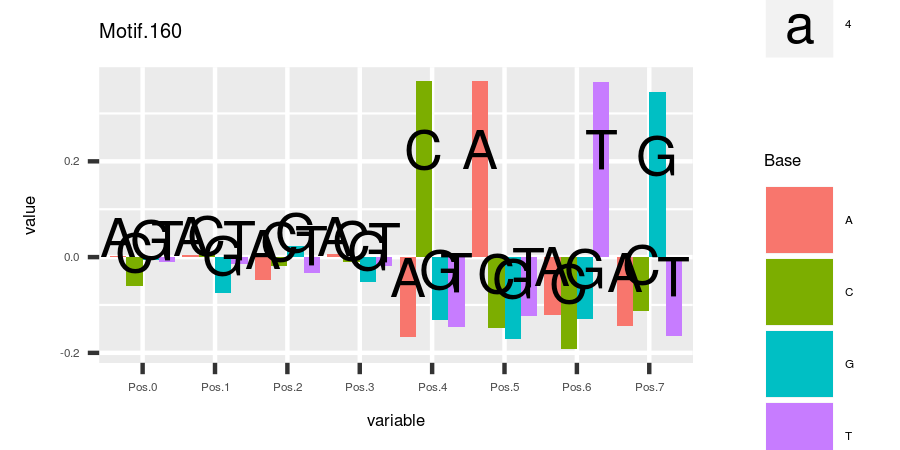 Motif.160
a 4
value
0.2
0.0
-0.2
A C G T A C G T A C G T A C G T A C G T A C G T A C G T A C G T
Pos.0 Pos.1 Pos.2 Pos.3 Pos.4 Pos.5 Pos.6 Pos.7
variable
Base
A
C
G
T